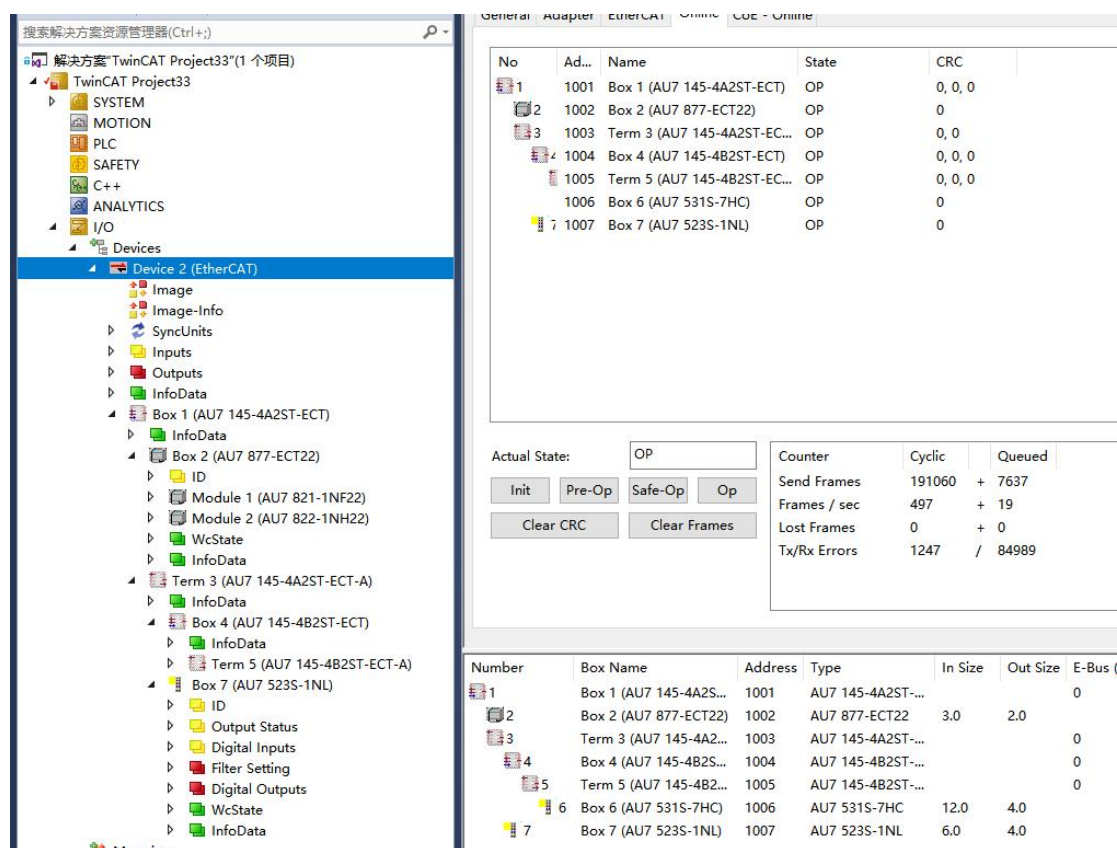 General Adapter EtherCAT Online CoE - Online
搜索解决方案资源管理器(Ctrl+;)
解决方案"TwinCAT Project33"(1 个项目)
TwinCAT Project33
SYSTEM
MOTION
PLC
SAFETY
C++
ANALYTICS
I/O
Devices
Device 2 (EtherCAT)
Image
Image-Info
SyncUnits
Inputs
Outputs
InfoData
Box 1 (AU7 145-4A2ST-ECT)
InfoData
Box 2 (AU7 877-ECT22)
ID
Module 1 (AU7 821-1NF22)
Module 2 (AU7 822-1NH22)
WcState
InfoData
Term 3 (AU7 145-4A2ST-ECT-A)
InfoData
Box 4 (AU7 145-4B2ST-ECT)
InfoData
Term 5 (AU7 145-4B2ST-ECT-A)
Box 7 (AU7 523S-1NL)
ID
Output Status
Digital Inputs
Filter Setting
Digital Outputs
WcState
InfoData
No Ad... Name State CRC
1 1001 Box 1 (AU7 145-4A2ST-ECT) OP 0, 0, 0
2 1002 Box 2 (AU7 877-ECT22) OP 0
3 1003 Term 3 (AU7 145-4A2ST-EC... OP 0, 0
4 1004 Box 4 (AU7 145-4B2ST-ECT) OP 0, 0, 0
1005 Term 5 (AU7 145-4B2ST-EC... OP 0, 0, 0
1006 Box 6 (AU7 531S-7HC) OP 0
7 1007 Box 7 (AU7 523S-1NL) OP 0
Actual State: OP
Init Pre-Op Safe-Op Op
Clear CRC Clear Frames
Counter Cyclic Queued
Send Frames 191060 + 7637
Frames / sec 497 + 19
Lost Frames 0 + 0
Tx/Rx Errors 1247 / 84989
Number Box Name Address Type In Size Out Size E-Bus (
1 Box 1 (AU7 145-4A2S... 1001 AU7 145-4A2ST-... 0
2 Box 2 (AU7 877-ECT22) 1002 AU7 877-ECT22 3.0 2.0
3 Term 3 (AU7 145-4A2... 1003 AU7 145-4A2ST-... 0
4 Box 4 (AU7 145-4B2S... 1004 AU7 145-4B2ST-... 0
5 Term 5 (AU7 145-4B2... 1005 AU7 145-4B2ST-... 0
6 Box 6 (AU7 531S-7HC) 1006 AU7 531S-7HC 12.0 4.0
7 Box 7 (AU7 523S-1NL) 1007 AU7 523S-1NL 6.0 4.0